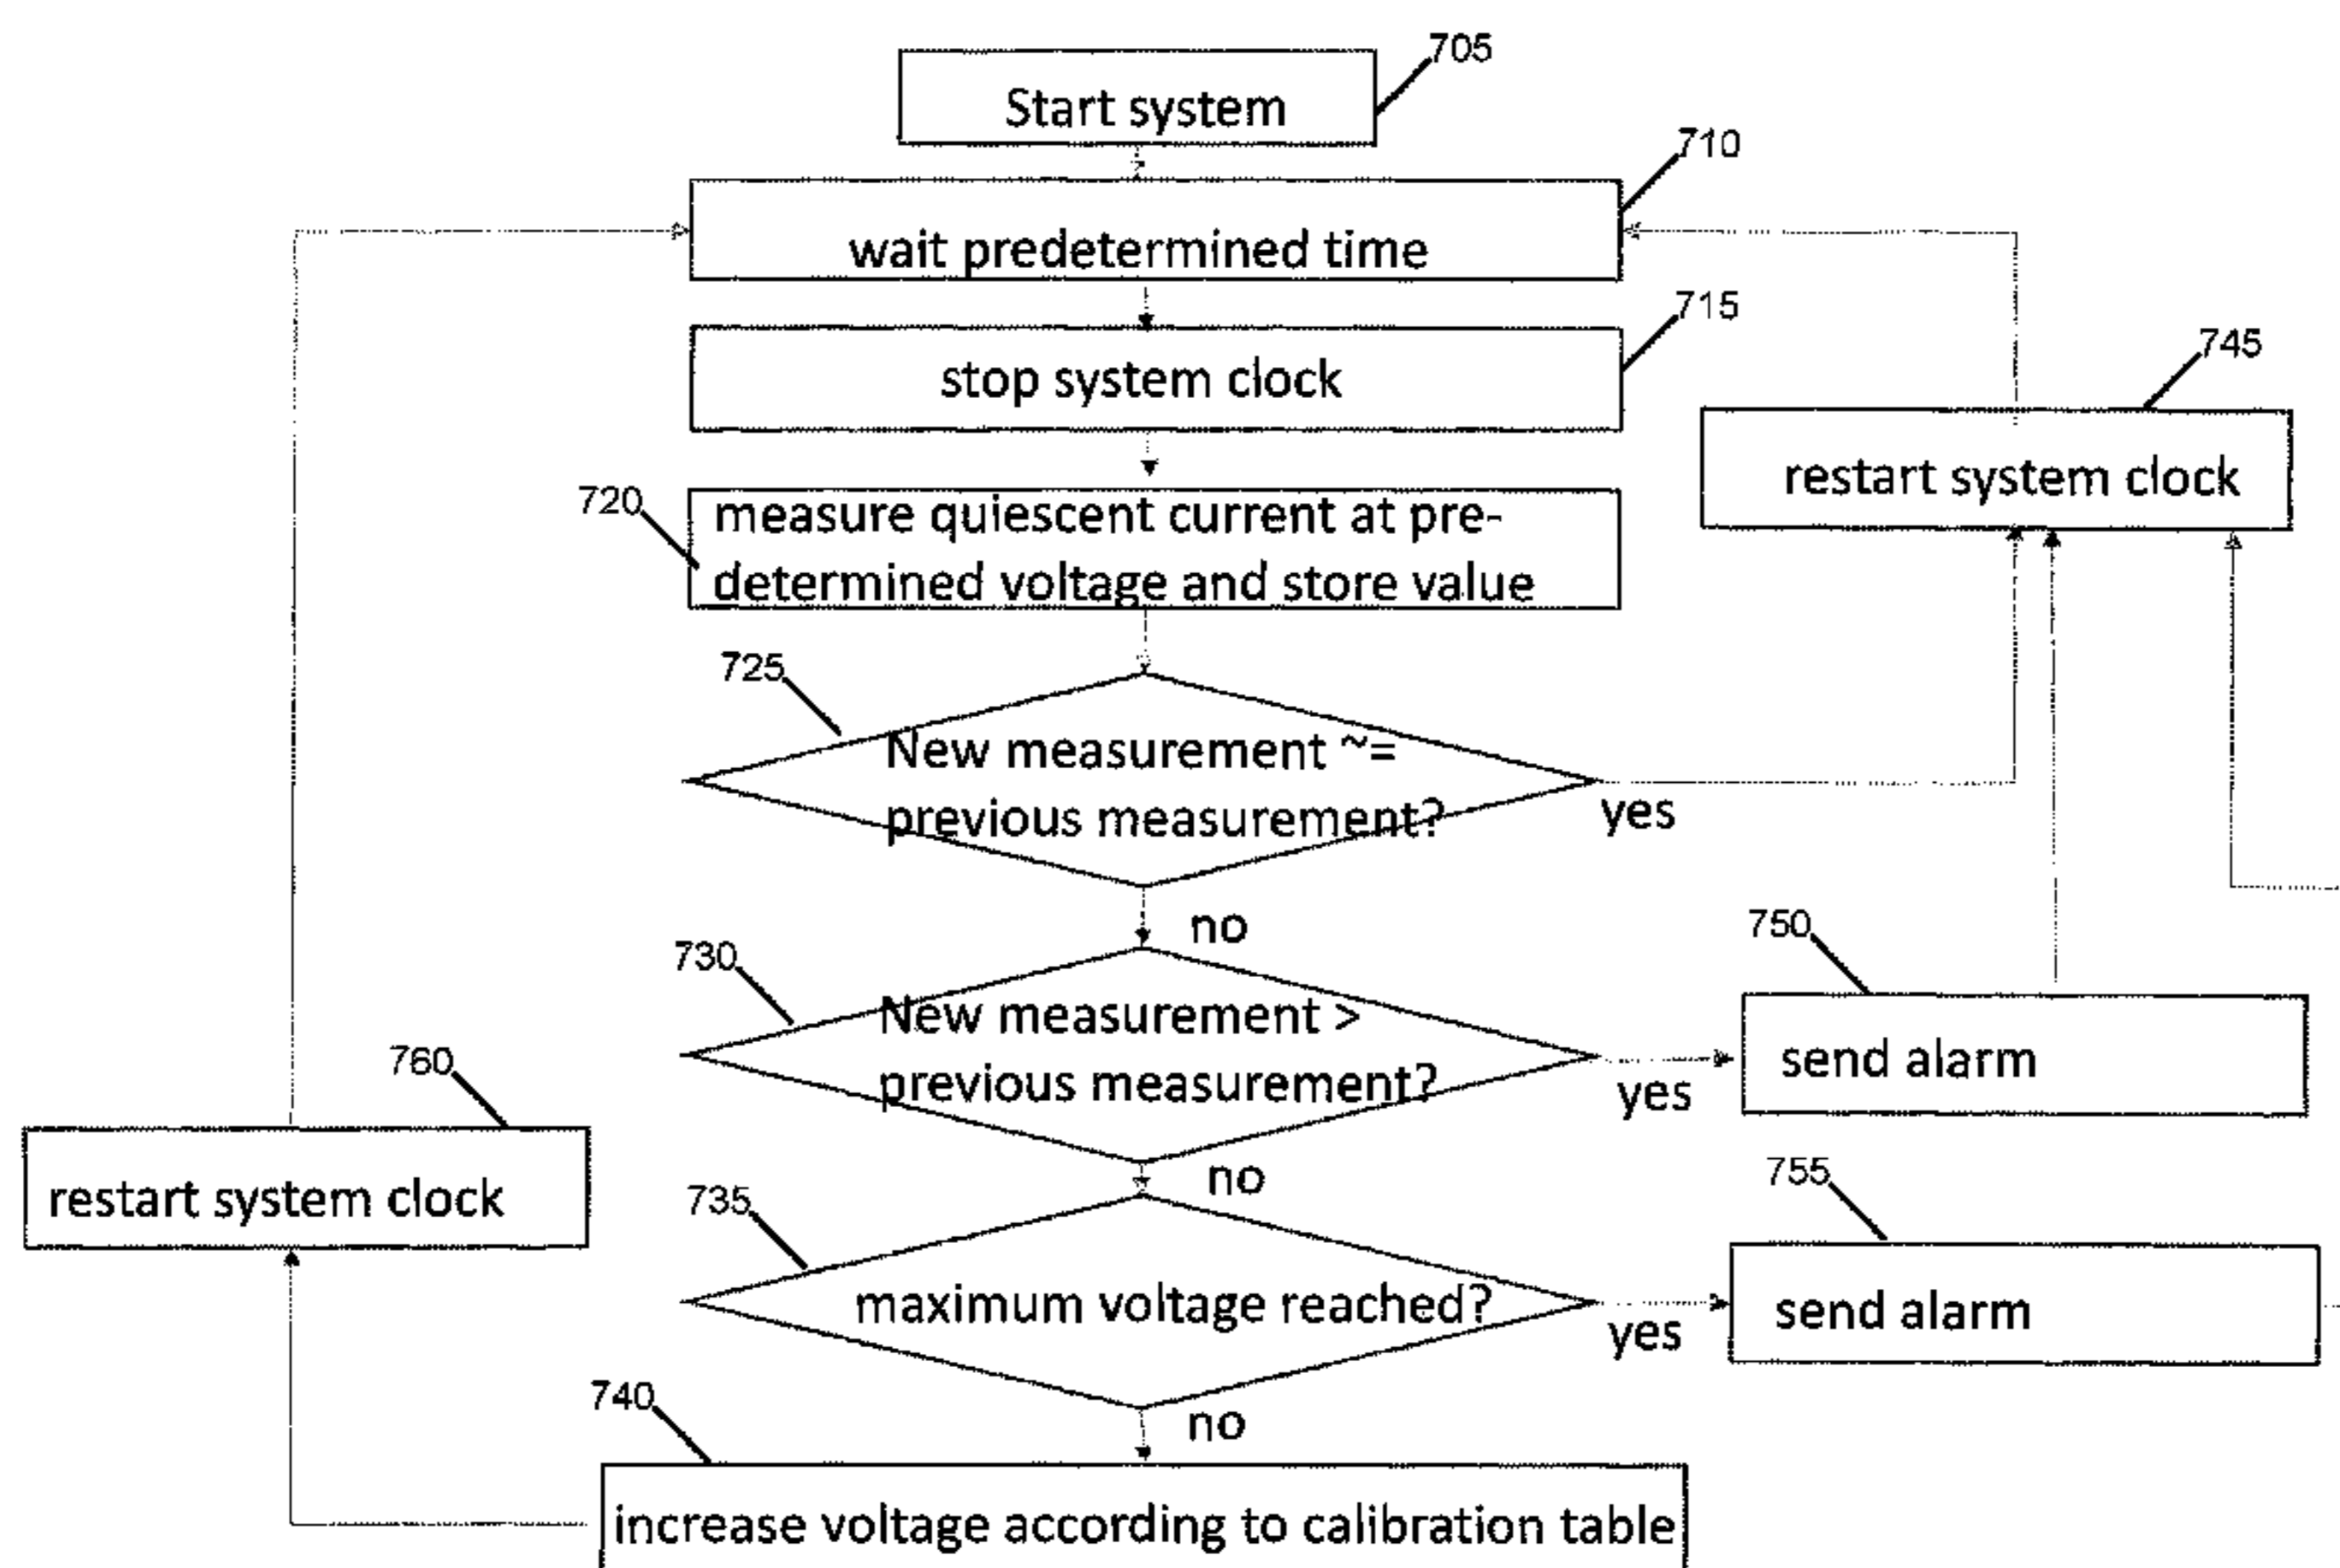 705
Start system
710
wait predetermined time
715
stop system clock
745
restart system clock
720
measure quiescent current at pre-
determined voltage and store value
725
New measurement ~=
previous measurement?
yes
no
730
New measurement >
previous measurement?
yes
750
send alarm
760
restart system clock
no
735
maximum voltage reached?
yes
755
send alarm
740
no
increase voltage according to calibration table